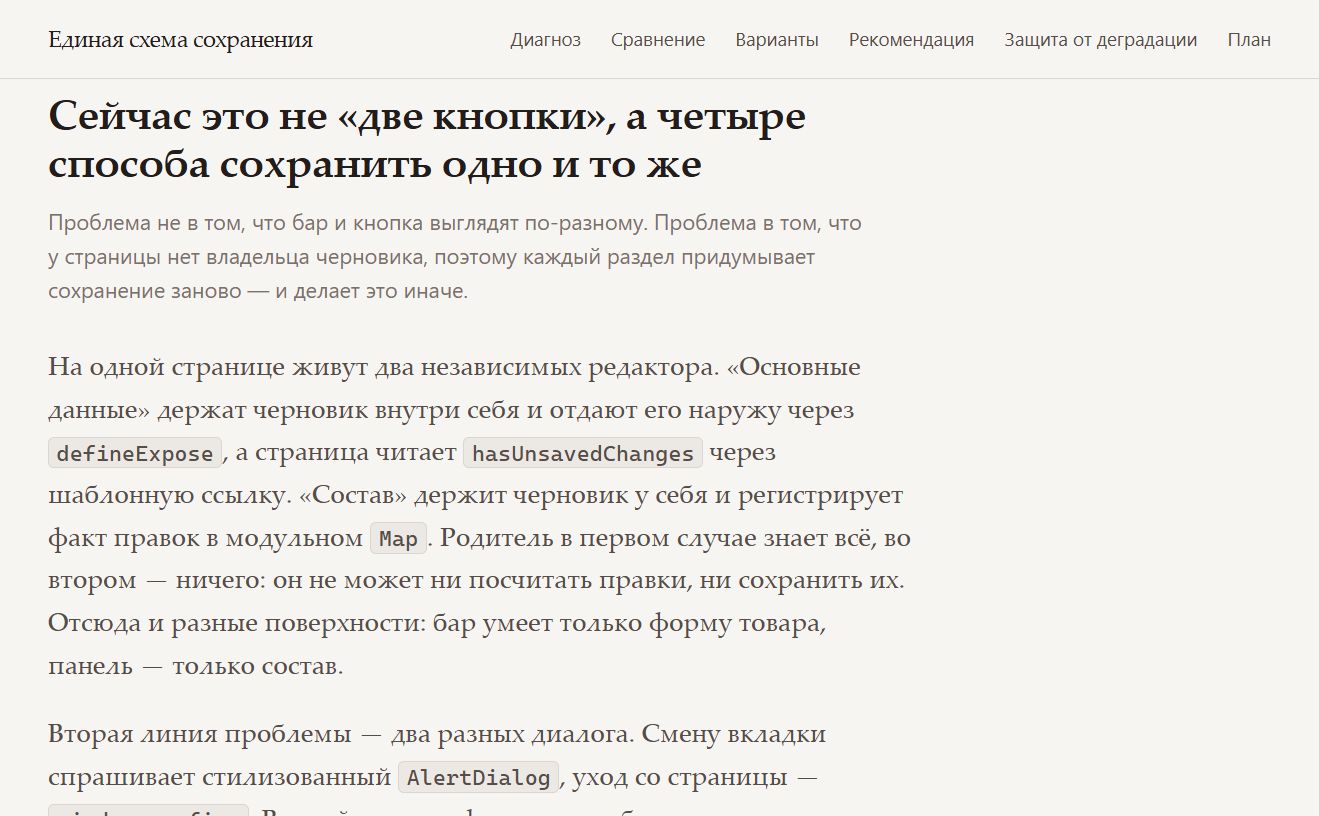 Единая схема сохранения
Диагноз Сравнение Варианты Рекомендация Защита от деградации План
Сейчас это не «две кнопки», а четыре
способа сохранить одно и то же
Проблема не в том, что бар и кнопка выглядят по-разному. Проблема в том, что
у страницы нет владельца черновика, поэтому каждый раздел придумывает
сохранение заново — и делает это иначе.
На одной странице живут два независимых редактора. «Основные
данные» держат черновик внутри себя и отдают его наружу через
defineExpose, а страница читает hasUnsavedChanges через
шаблонную ссылку. «Состав» держит черновик у себя и регистрирует
факт правок в модульном Map. Родитель в первом случае знает всё, во
втором — ничего: он не может ни посчитать правки, ни сохранить их.
Отсюда и разные поверхности: бар умеет только форму товара,
панель — только состав.
Вторая линия проблемы — два разных диалога. Смену вкладки
спрашивает стилизованный AlertDialog, уход со страницы —